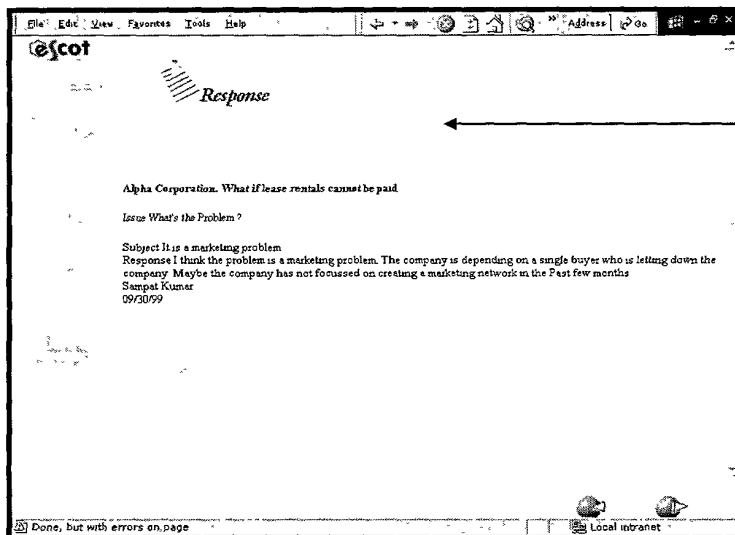 File Edit View Favorites Tools Help » Address Go
escot
Response
Alpha Corporation. What if lease rentals cannot be paid
Issue What's the Problem ?
Subject It is a marketing problem
Response I think the problem is a marketing problem. The company is depending on a single buyer who is letting down the
company Maybe the company has not focussed on creating a marketing network in the Past few months
Sampat Kumar
09/30/99
Done, but with errors on page Local intranet